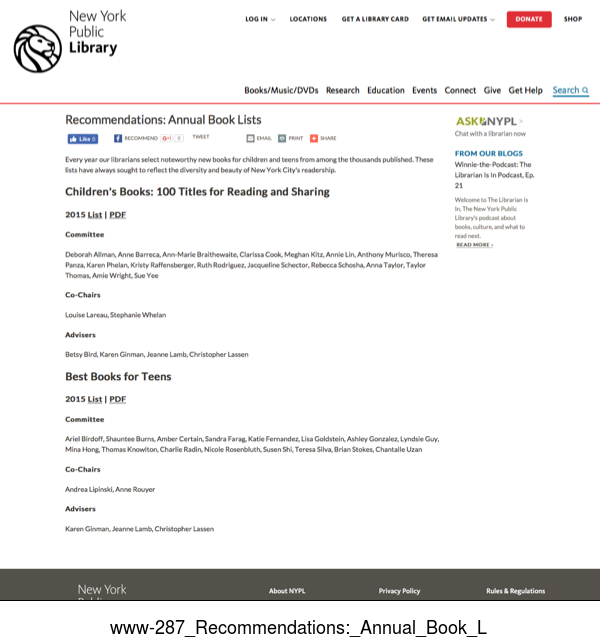 New York
Public
Library
LOG IN LOCATIONS GET A LIBRARY CARD GET EMAIL UPDATES DONATE SHOP
Books/Music/DVDs Research Education Events Connect Give Get Help Search
Recommendations: Annual Book Lists
Like 0 RECOMMEND G+1 0 TWEET EMAIL PRINT SHARE
Every year our librarians select noteworthy new books for children and teens from among the thousands published. These
lists have always sought to reflect the diversity and beauty of New York City's readership.
Children's Books: 100 Titles for Reading and Sharing
2015 List | PDF
Committee
Deborah Allman, Anne Barreca, Ann-Marie Braithewaite, Clarissa Cook, Meghan Kitz, Annie Lin, Anthony Murisco, Theresa
Panza, Karen Phelan, Kristy Raffensberger, Ruth Rodriguez, Jacqueline Schector, Rebecca Schosha, Anna Taylor, Taylor
Thomas, Amie Wright, Sue Yee
Co-Chairs
Louise Lareau, Stephanie Whelan
Advisers
Betsy Bird, Karen Ginman, Jeanne Lamb, Christopher Lassen
Best Books for Teens
2015 List | PDF
Committee
Ariel Birdoff, Shauntee Burns, Amber Certain, Sandra Farag, Katie Fernandez, Lisa Goldstein, Ashley Gonzalez, Lyndsie Guy,
Mina Hong, Thomas Knowlton, Charlie Radin, Nicole Rosenbluth, Susen Shi, Teresa Silva, Brian Stokes, Chantalle Uzan
Co-Chairs
Andrea Lipinski, Anne Rouyer
Advisers
Karen Ginman, Jeanne Lamb, Christopher Lassen
ASK NYPL >
Chat with a librarian now
FROM OUR BLOGS
Winnie-the-Podcast: The
Librarian Is In Podcast, Ep.
21
Welcome to The Librarian Is
In, The New York Public
Library's podcast about
books, culture, and what to
read next.
READ MORE ›
New York
About NYPL Privacy Policy Rules & Regulations
www-287_Recommendations:_Annual_Book_L